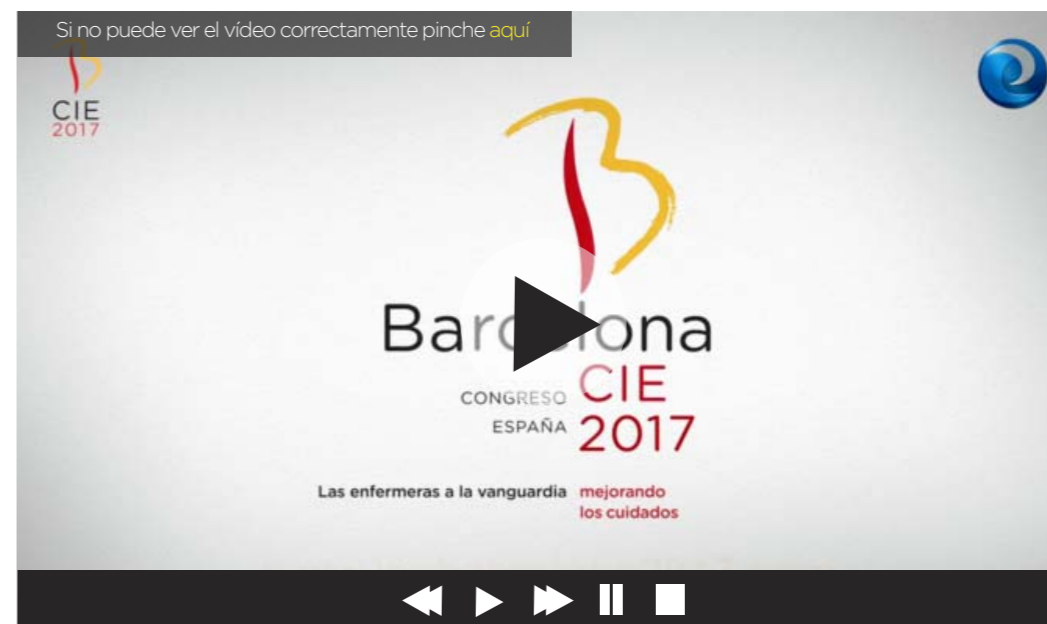 Si no puede ver el vídeo correctamente pinche aquí
CIE
2017
Barcelona
CONGRESO CIE
ESPAÑA 2017
Las enfermeras a la vanguardia mejorando
los cuidados